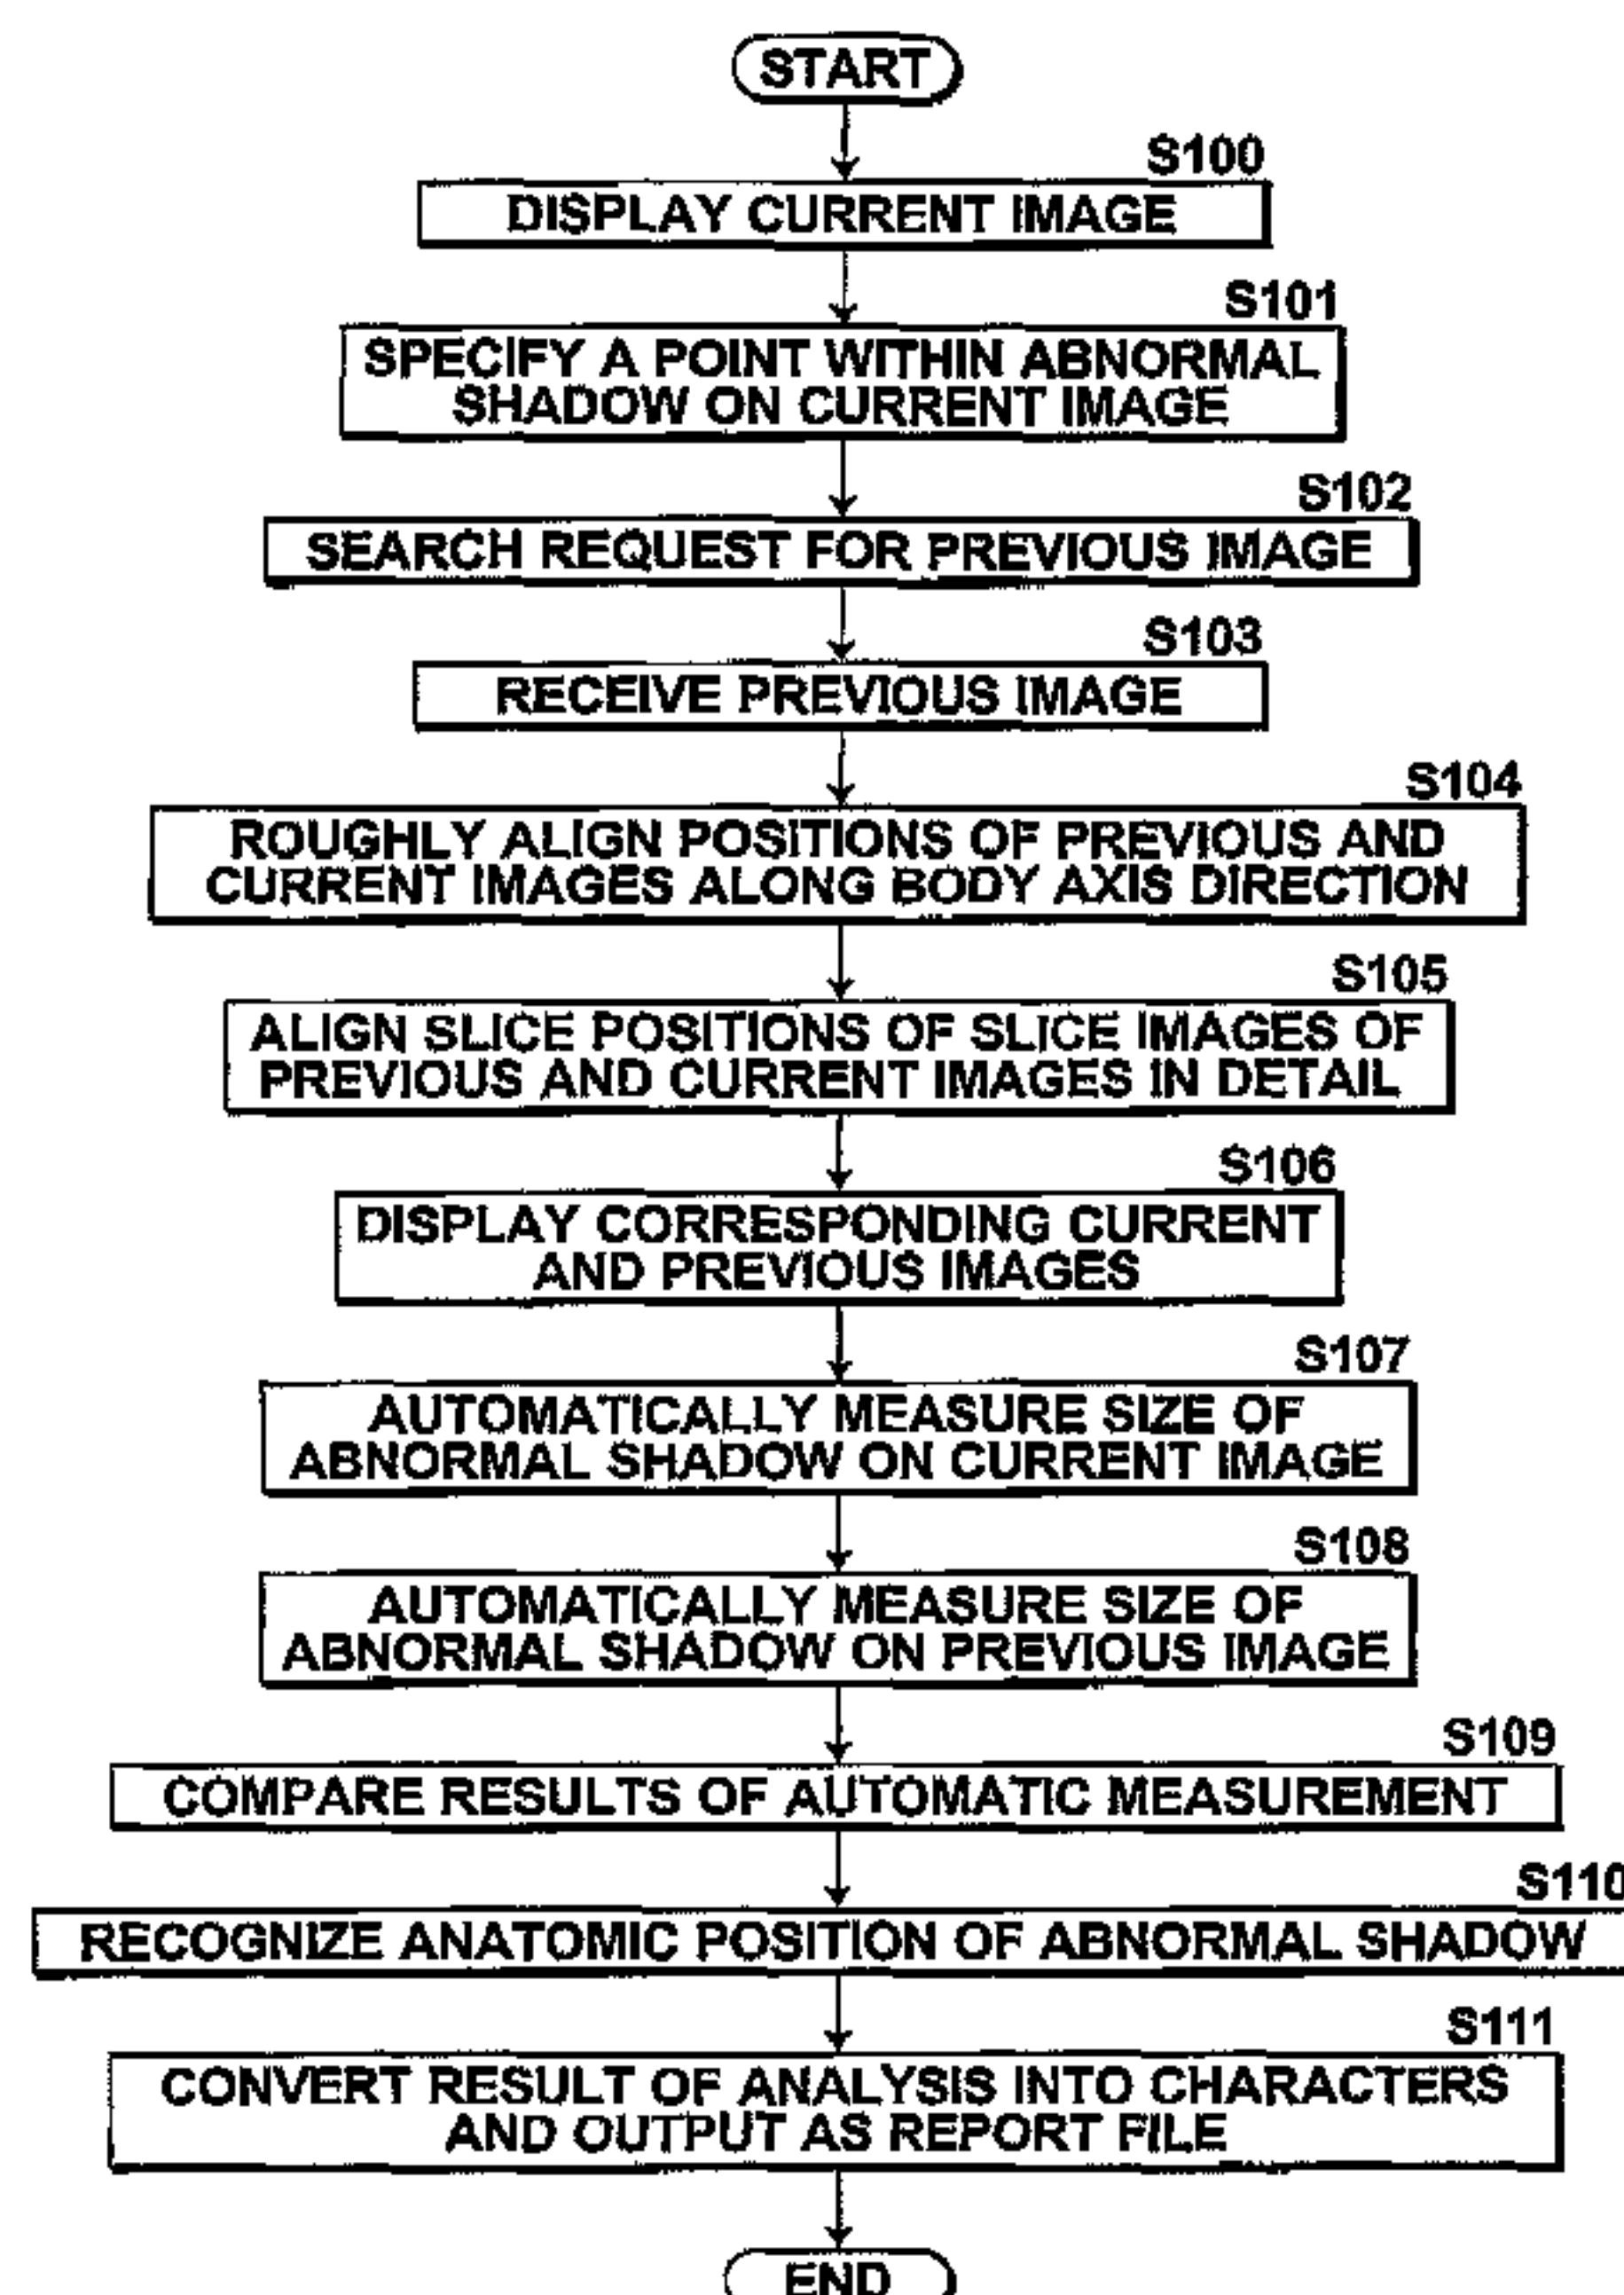 START
S100
DISPLAY CURRENT IMAGE
S101
SPECIFY A POINT WITHIN ABNORMAL
SHADOW ON CURRENT IMAGE
S102
SEARCH REQUEST FOR PREVIOUS IMAGE
S103
RECEIVE PREVIOUS IMAGE
S104
ROUGHLY ALIGN POSITIONS OF PREVIOUS AND
CURRENT IMAGES ALONG BODY AXIS DIRECTION
S105
ALIGN SLICE POSITIONS OF SLICE IMAGES OF
PREVIOUS AND CURRENT IMAGES IN DETAIL
S106
DISPLAY CORRESPONDING CURRENT
AND PREVIOUS IMAGES
S107
AUTOMATICALLY MEASURE SIZE OF
ABNORMAL SHADOW ON CURRENT IMAGE
S108
AUTOMATICALLY MEASURE SIZE OF
ABNORMAL SHADOW ON PREVIOUS IMAGE
S109
COMPARE RESULTS OF AUTOMATIC MEASUREMENT
S110
RECOGNIZE ANATOMIC POSITION OF ABNORMAL SHADOW
S111
CONVERT RESULT OF ANALYSIS INTO CHARACTERS
AND OUTPUT AS REPORT FILE
END